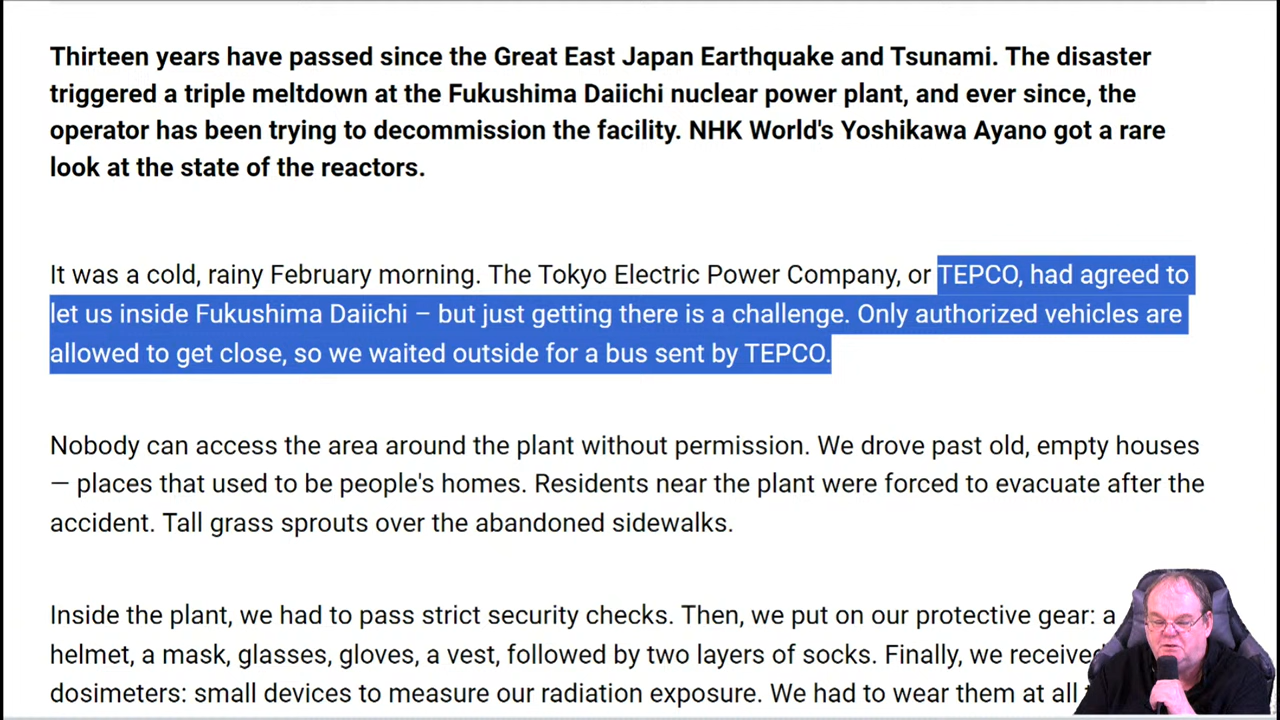 Thirteen years have passed since the Great East Japan Earthquake and Tsunami. The disaster
triggered a triple meltdown at the Fukushima Daiichi nuclear power plant, and ever since, the
operator has been trying to decommission the facility. NHK World's Yoshikawa Ayano got a rare
look at the state of the reactors.
It was a cold, rainy February morning. The Tokyo Electric Power Company, or TEPCO, had agreed to
let us inside Fukushima Daiichi – but just getting there is a challenge. Only authorized vehicles are
allowed to get close, so we waited outside for a bus sent by TEPCO.
Nobody can access the area around the plant without permission. We drove past old, empty houses
— places that used to be people's homes. Residents near the plant were forced to evacuate after the
accident. Tall grass sprouts over the abandoned sidewalks.
Inside the plant, we had to pass strict security checks. Then, we put on our protective gear: a
helmet, a mask, glasses, gloves, a vest, followed by two layers of socks. Finally, we received
dosimeters: small devices to measure our radiation exposure. We had to wear them at all